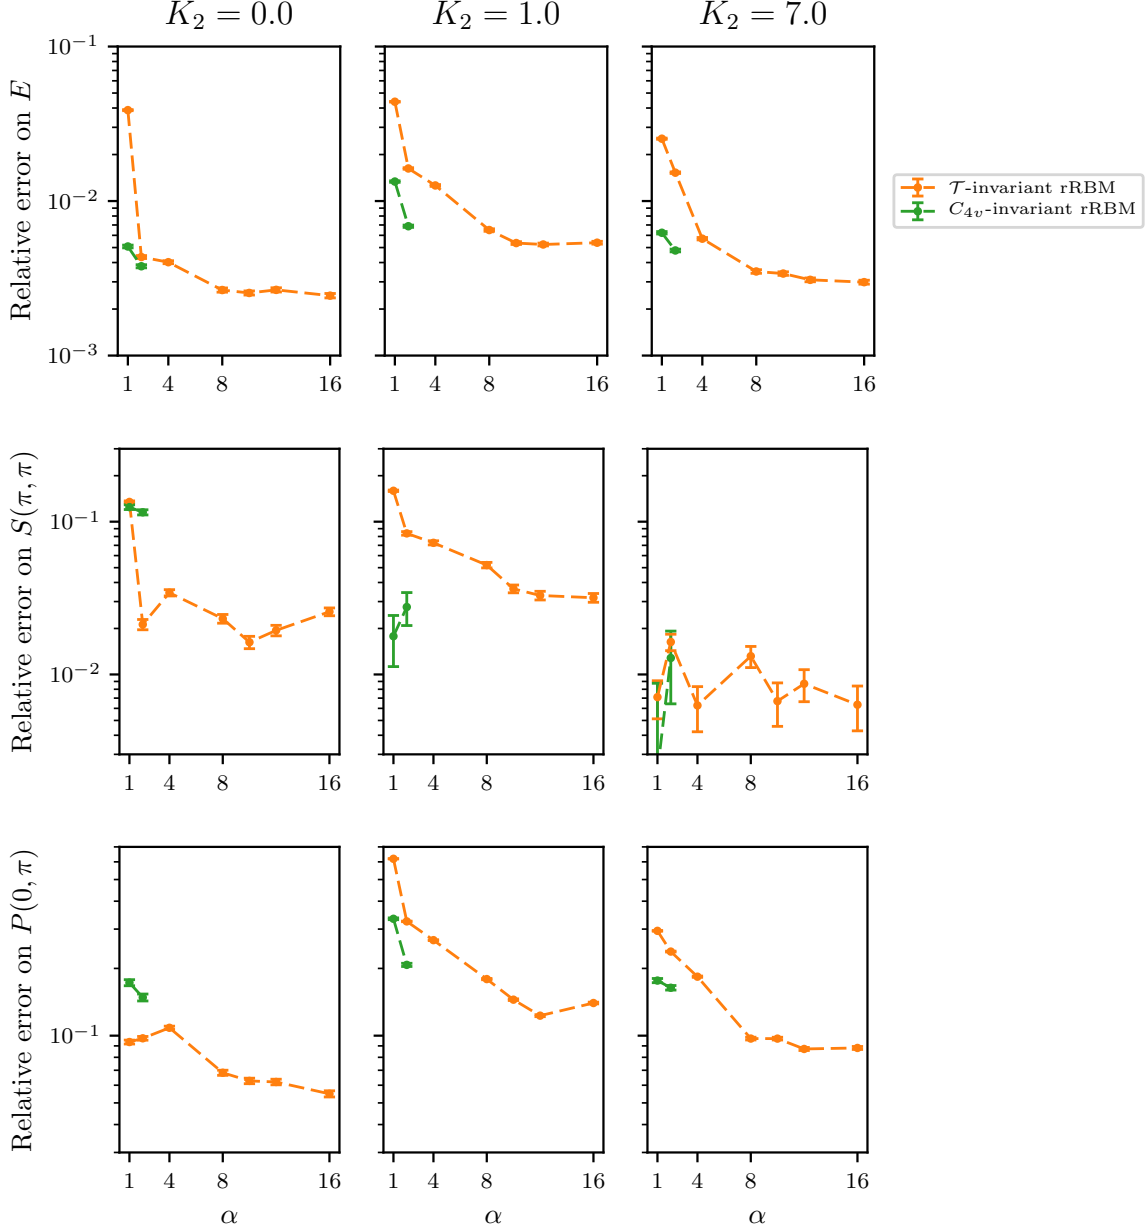 K₂ = 0.0 K₂ = 1.0 K₂ = 7.0
Relative error on E
10⁻¹
10⁻²
10⁻³
1 4 8 16 1 4 8 16 1 4 8 16
𝒯-invariant rRBM
C₄ᵥ-invariant rRBM
Relative error on S(π, π)
10⁻¹
10⁻²
1 4 8 16 1 4 8 16 1 4 8 16
Relative error on P(0, π)
10⁻¹
1 4 8 16 1 4 8 16 1 4 8 16
α α α